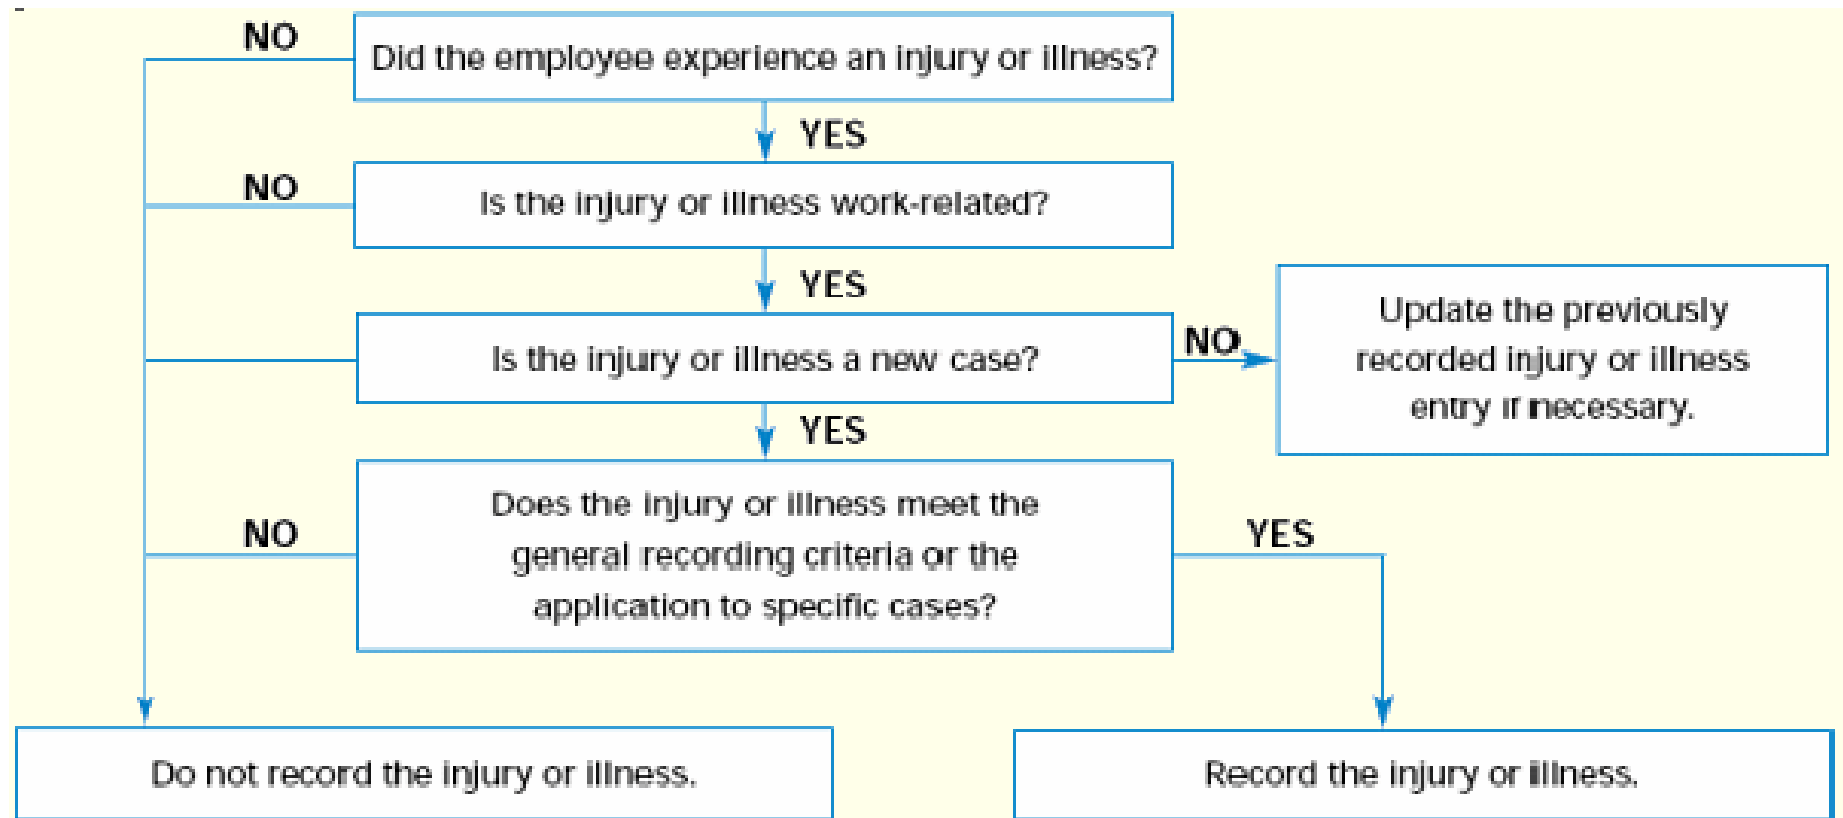 NO
Did the employee experience an injury or illness?
YES
NO
Is the injury or illness work-related?
YES
Is the injury or illness a new case?
NO
Update the previously
recorded injury or illness
entry if necessary.
YES
Does the injury or illness meet the
general recording criteria or the
application to specific cases?
NO
YES
Do not record the injury or illness.
Record the injury or illness.